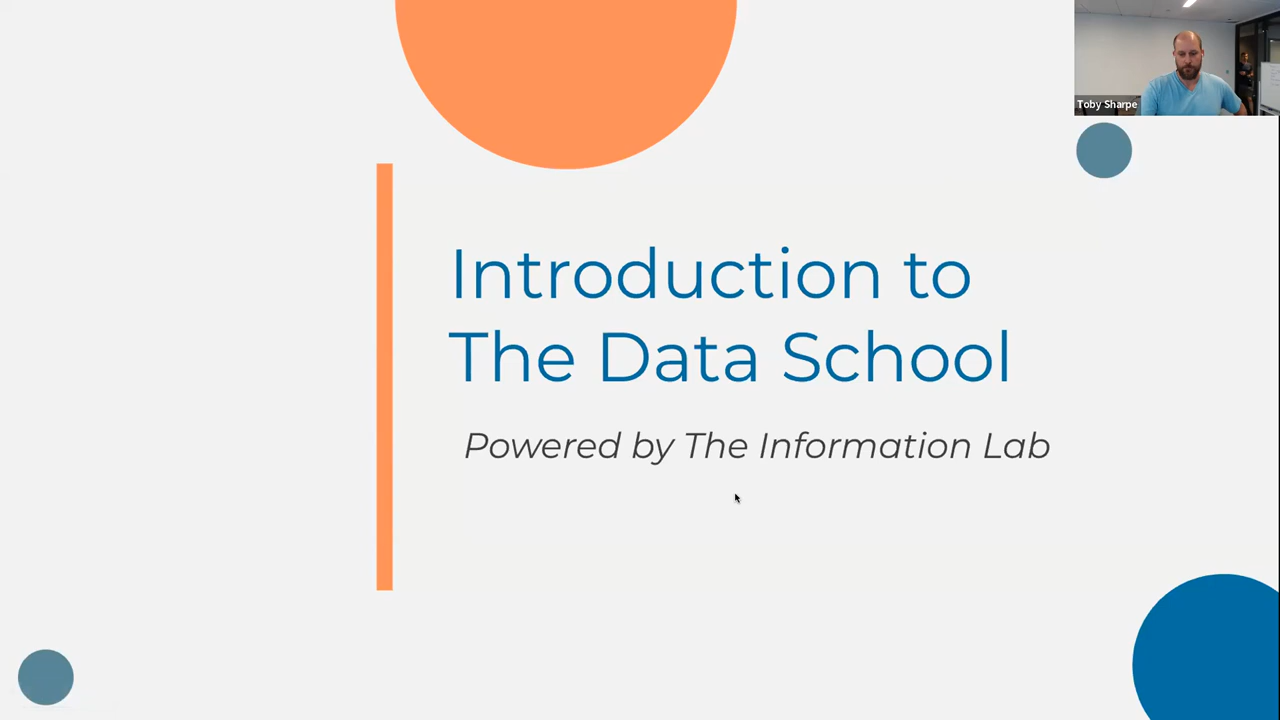 Toby Sharpe
Introduction to
The Data School
Powered by The Information Lab